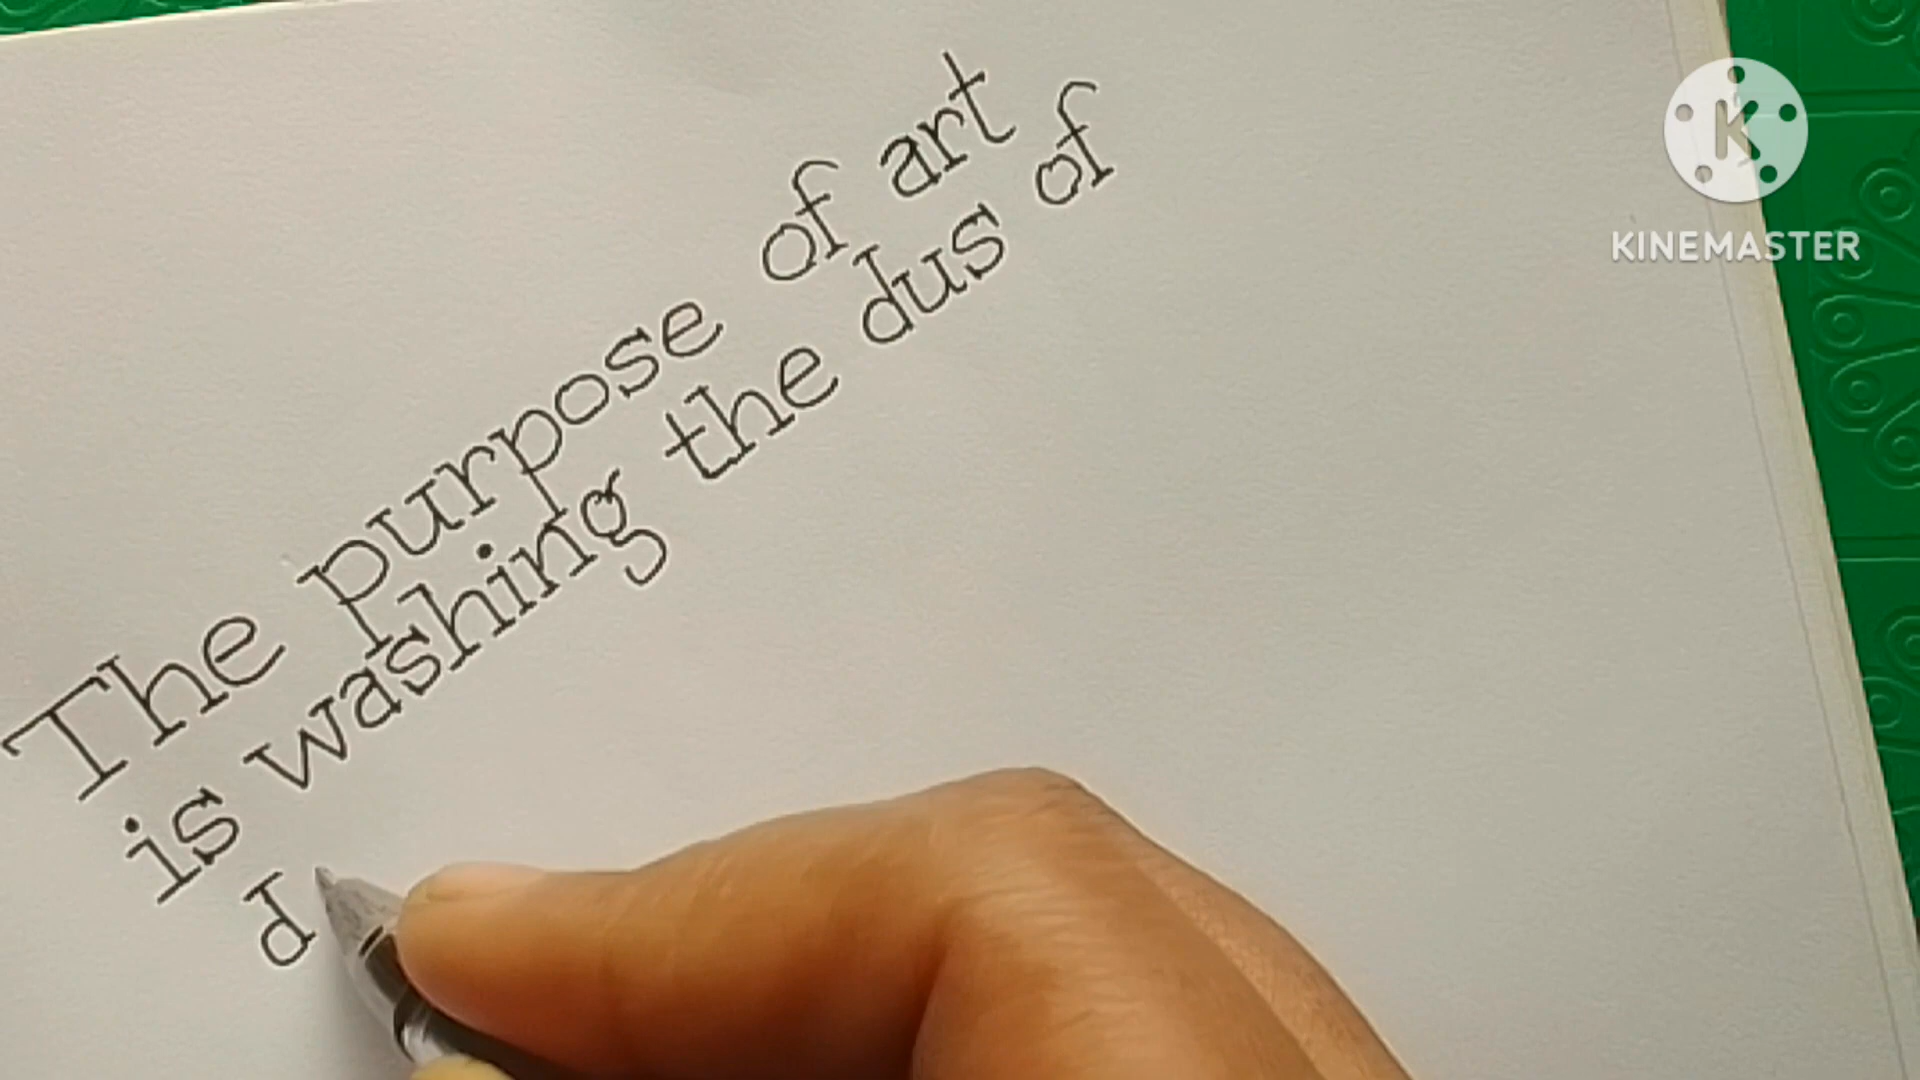 The purpose of art
is washing the dus of
d
KINEMASTER